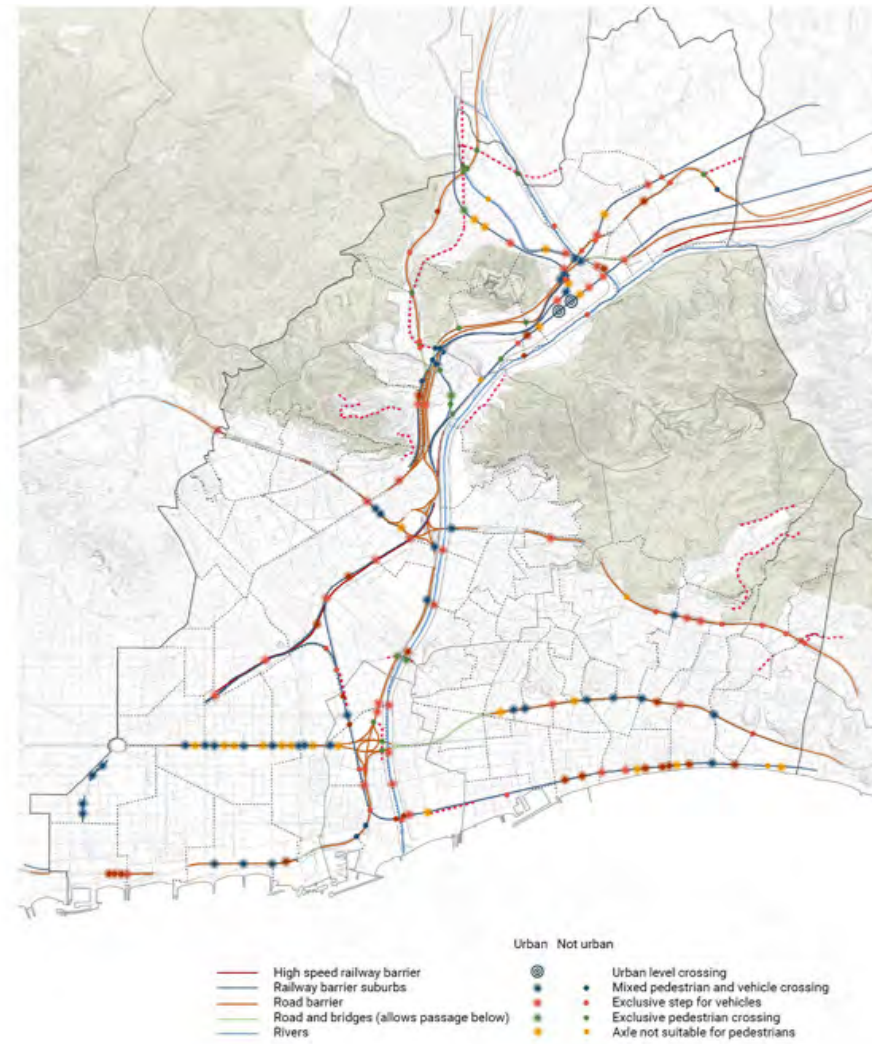 Urban Not urban
High speed railway barrier
Railway barrier suburbs
Road barrier
Road and bridges (allows passage below)
Rivers
Urban level crossing
Mixed pedestrian and vehicle crossing
Exclusive step for vehicles
Exclusive pedestrian crossing
Axle not suitable for pedestrians